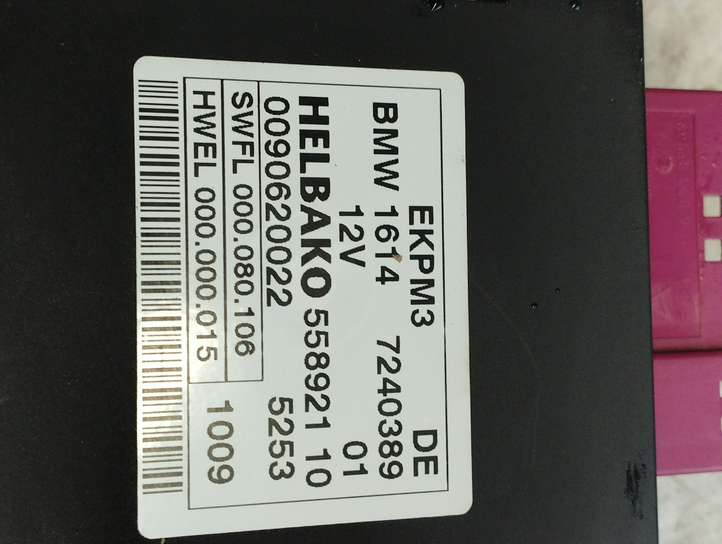 EKPM3 DE
BMW 1614 7240389
12V 01
HELBAKO 558921 10
0090620022 5253
SWFL 000.080.106
HWEL 000.000.015
1009